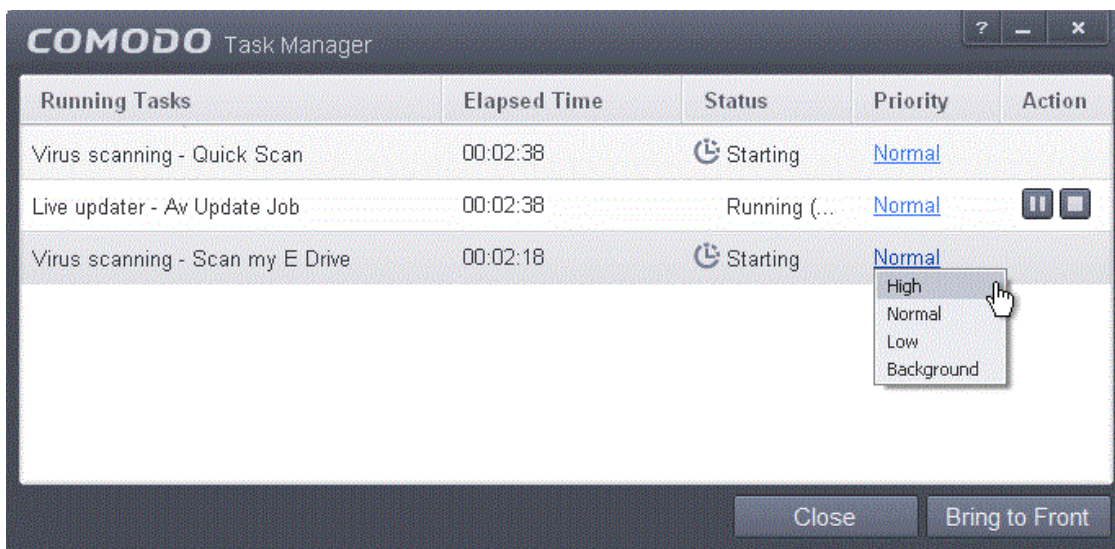 COMODO Task Manager ?
Running Tasks Elapsed Time Status Priority Action
Virus scanning - Quick Scan 00:02:38 Starting Normal
Live updater - Av Update Job 00:02:38 Running (... Normal
Virus scanning - Scan my E Drive 00:02:18 Starting Normal
High
Normal
Low
Background
Close Bring to Front